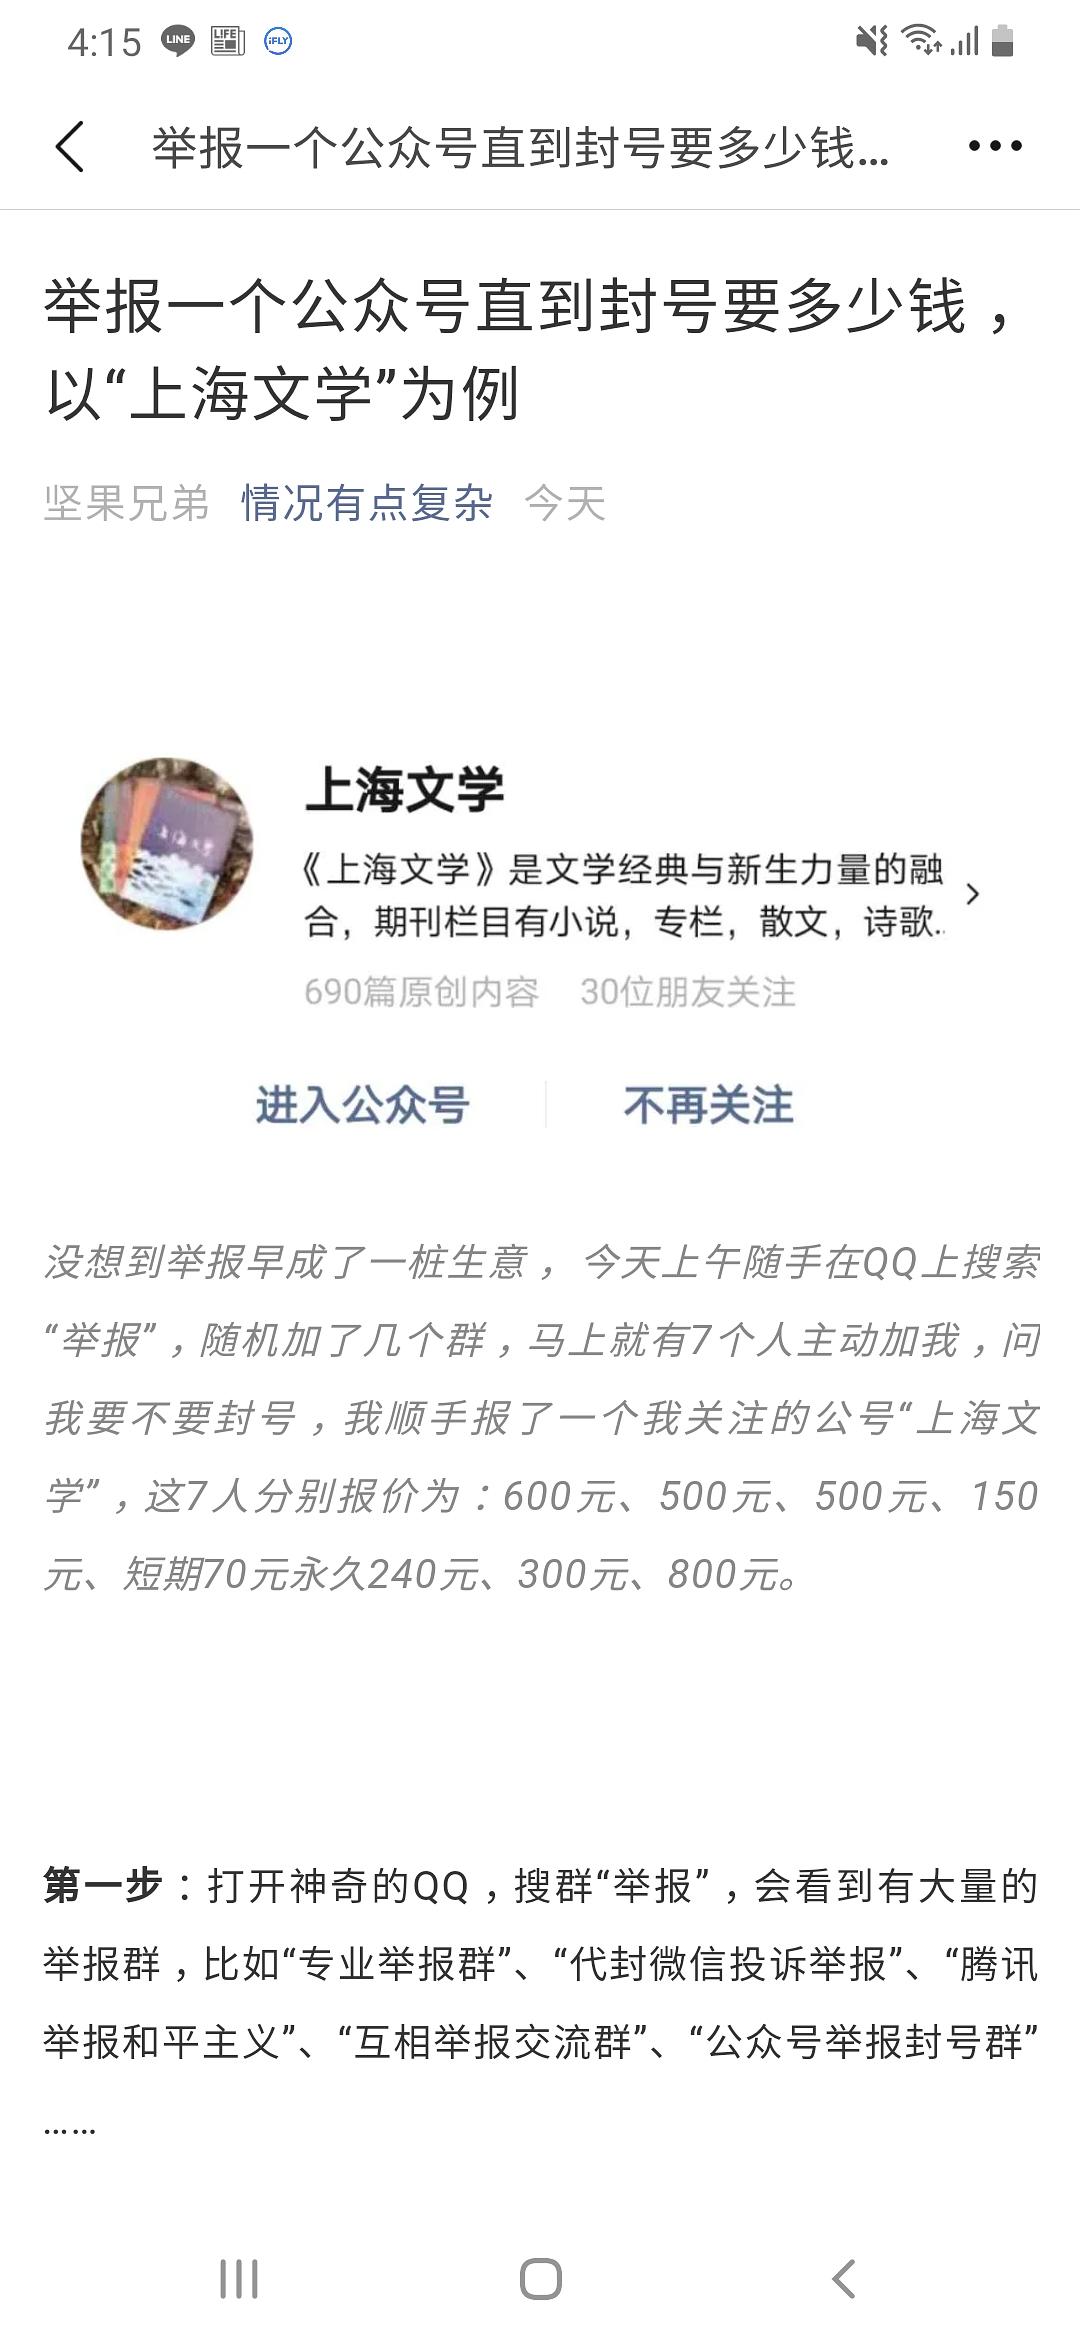 4:15
LINE
LIFE
iFLY
举报一个公众号直到封号要多少钱...
举报一个公众号直到封号要多少钱，
以“上海文学”为例
坚果兄弟 情况有点复杂 今天
上海文学
上海文学
《上海文学》是文学经典与新生力量的融
合，期刊栏目有小说，专栏，散文，诗歌..
690篇原创内容 30位朋友关注
进入公众号 不再关注
没想到举报早成了一桩生意，今天上午随手在QQ上搜索
“举报”，随机加了几个群，马上就有7个人主动加我，问
我要不要封号，我顺手报了一个我关注的公号“上海文
学”，这7人分别报价为：600元、500元、500元、150
元、短期70元永久240元、300元、800元。
第一步：打开神奇的QQ，搜群“举报”，会看到有大量的
举报群，比如“专业举报群”、“代封微信投诉举报”、“腾讯
举报和平主义”、“互相举报交流群”、“公众号举报封号群”
……